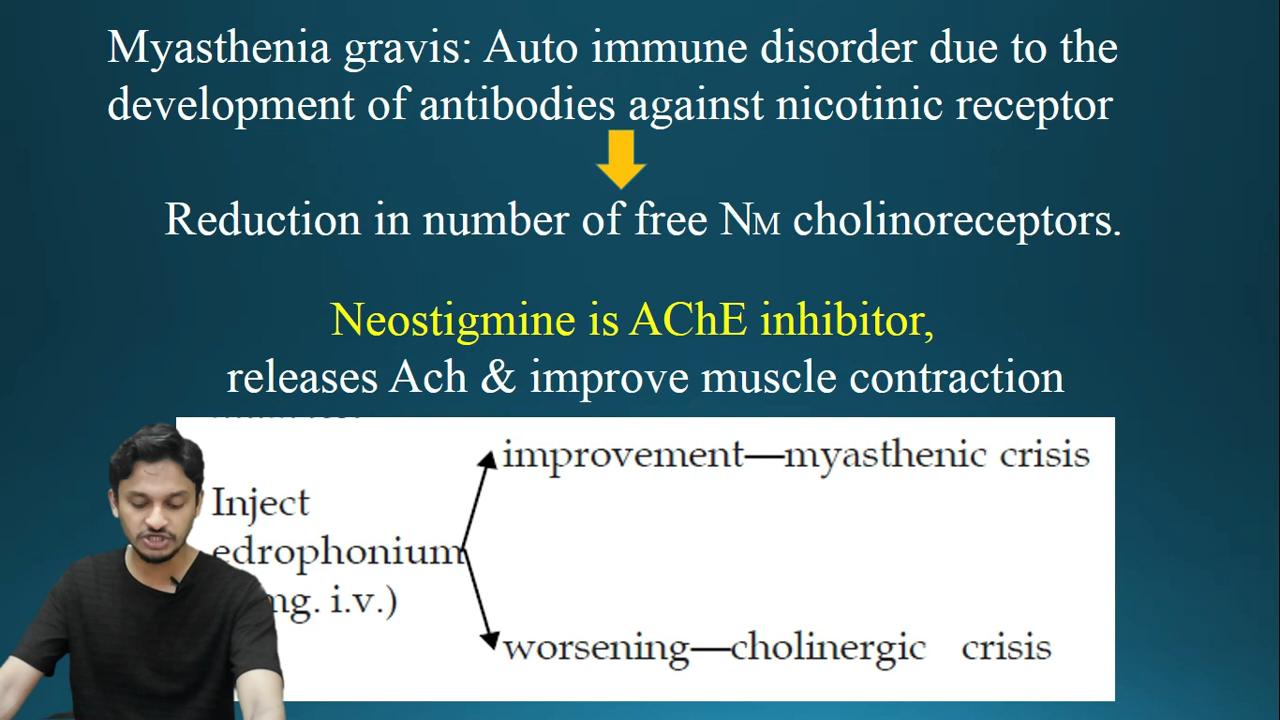 Myasthenia gravis: Auto immune disorder due to the
development of antibodies against nicotinic receptor
Reduction in number of free NM cholinoreceptors.
Neostigmine is AChE inhibitor,
releases Ach & improve muscle contraction
improvement—myasthenic crisis
Inject
edrophonium
mg. i.v.)
worsening—cholinergic crisis